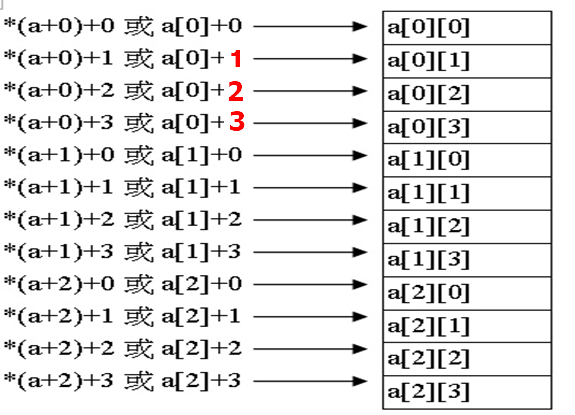 *(a+0)+0 或 a[0]+0 a[0][0]
*(a+0)+1 或 a[0]+1 a[0][1]
*(a+0)+2 或 a[0]+2 a[0][2]
*(a+0)+3 或 a[0]+3 a[0][3]
*(a+1)+0 或 a[1]+0 a[1][0]
*(a+1)+1 或 a[1]+1 a[1][1]
*(a+1)+2 或 a[1]+2 a[1][2]
*(a+1)+3 或 a[1]+3 a[1][3]
*(a+2)+0 或 a[2]+0 a[2][0]
*(a+2)+1 或 a[2]+1 a[2][1]
*(a+2)+2 或 a[2]+2 a[2][2]
*(a+2)+3 或 a[2]+3 a[2][3]